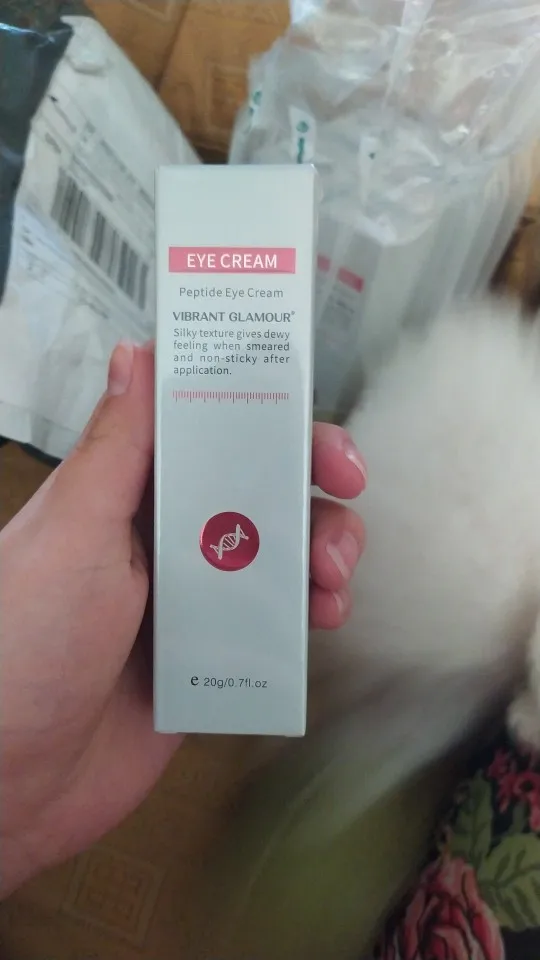 EYE CREAM
Peptide Eye Cream
VIBRANT GLAMOUR®
Silky texture gives dewy
feeling when smeared
and non-sticky after
application.
e 20g/0.7fl.oz